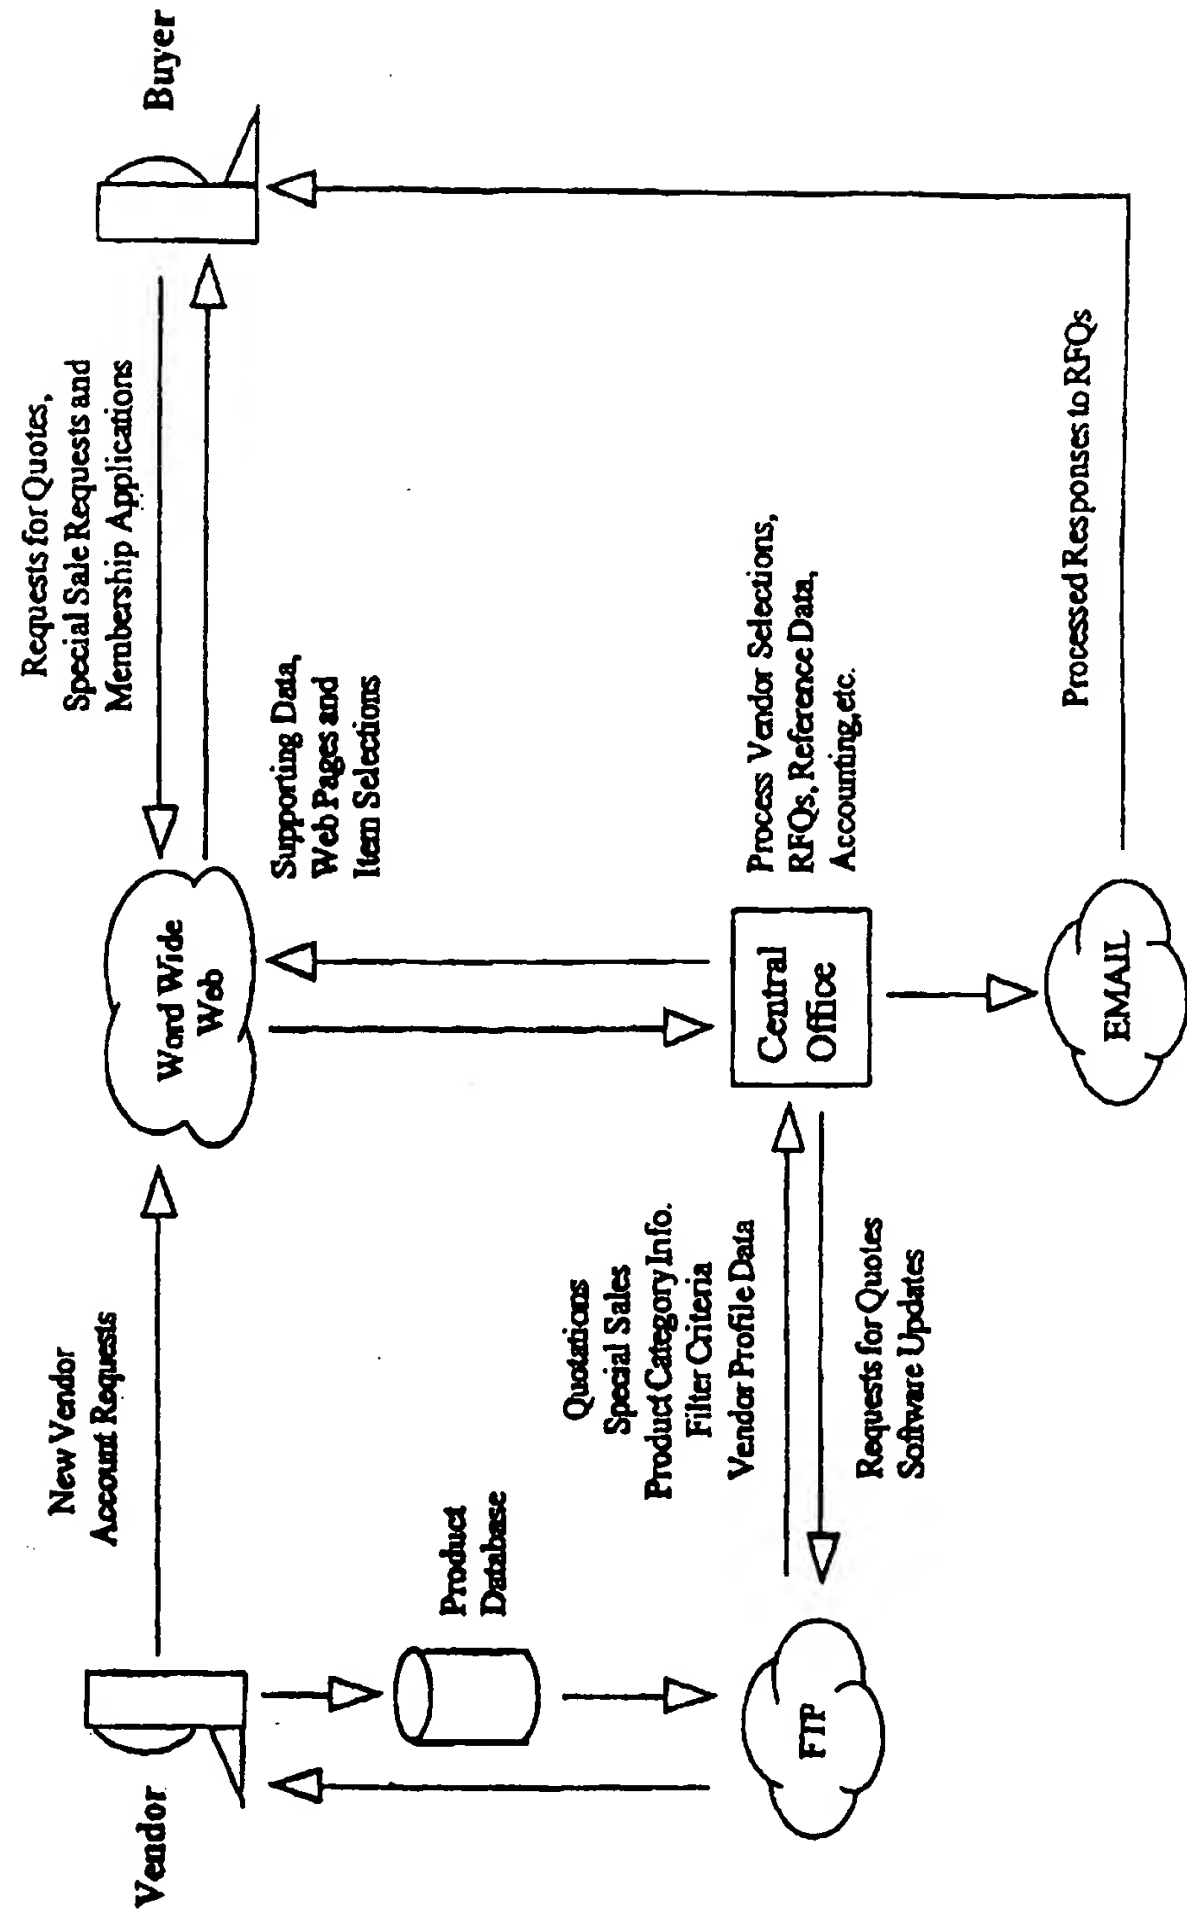 New Vendor
Account Requests
Requests for Quotes,
Special Sale Requests and
Membership Applications
Vendor
Word Wide
Web
Buyer
Supporting Data,
Web Pages and
Item Selections
Product
Database
Quotations
Special Sales
Product Category Info.
Filter Criteria
Vendor Profile Data
Central
Office
Process Vendor Selections,
RFQs, Reference Data,
Accounting,etc.
FTP
Requests for Quotes
Software Updates
EMAIL
Processed Responses to RFQs